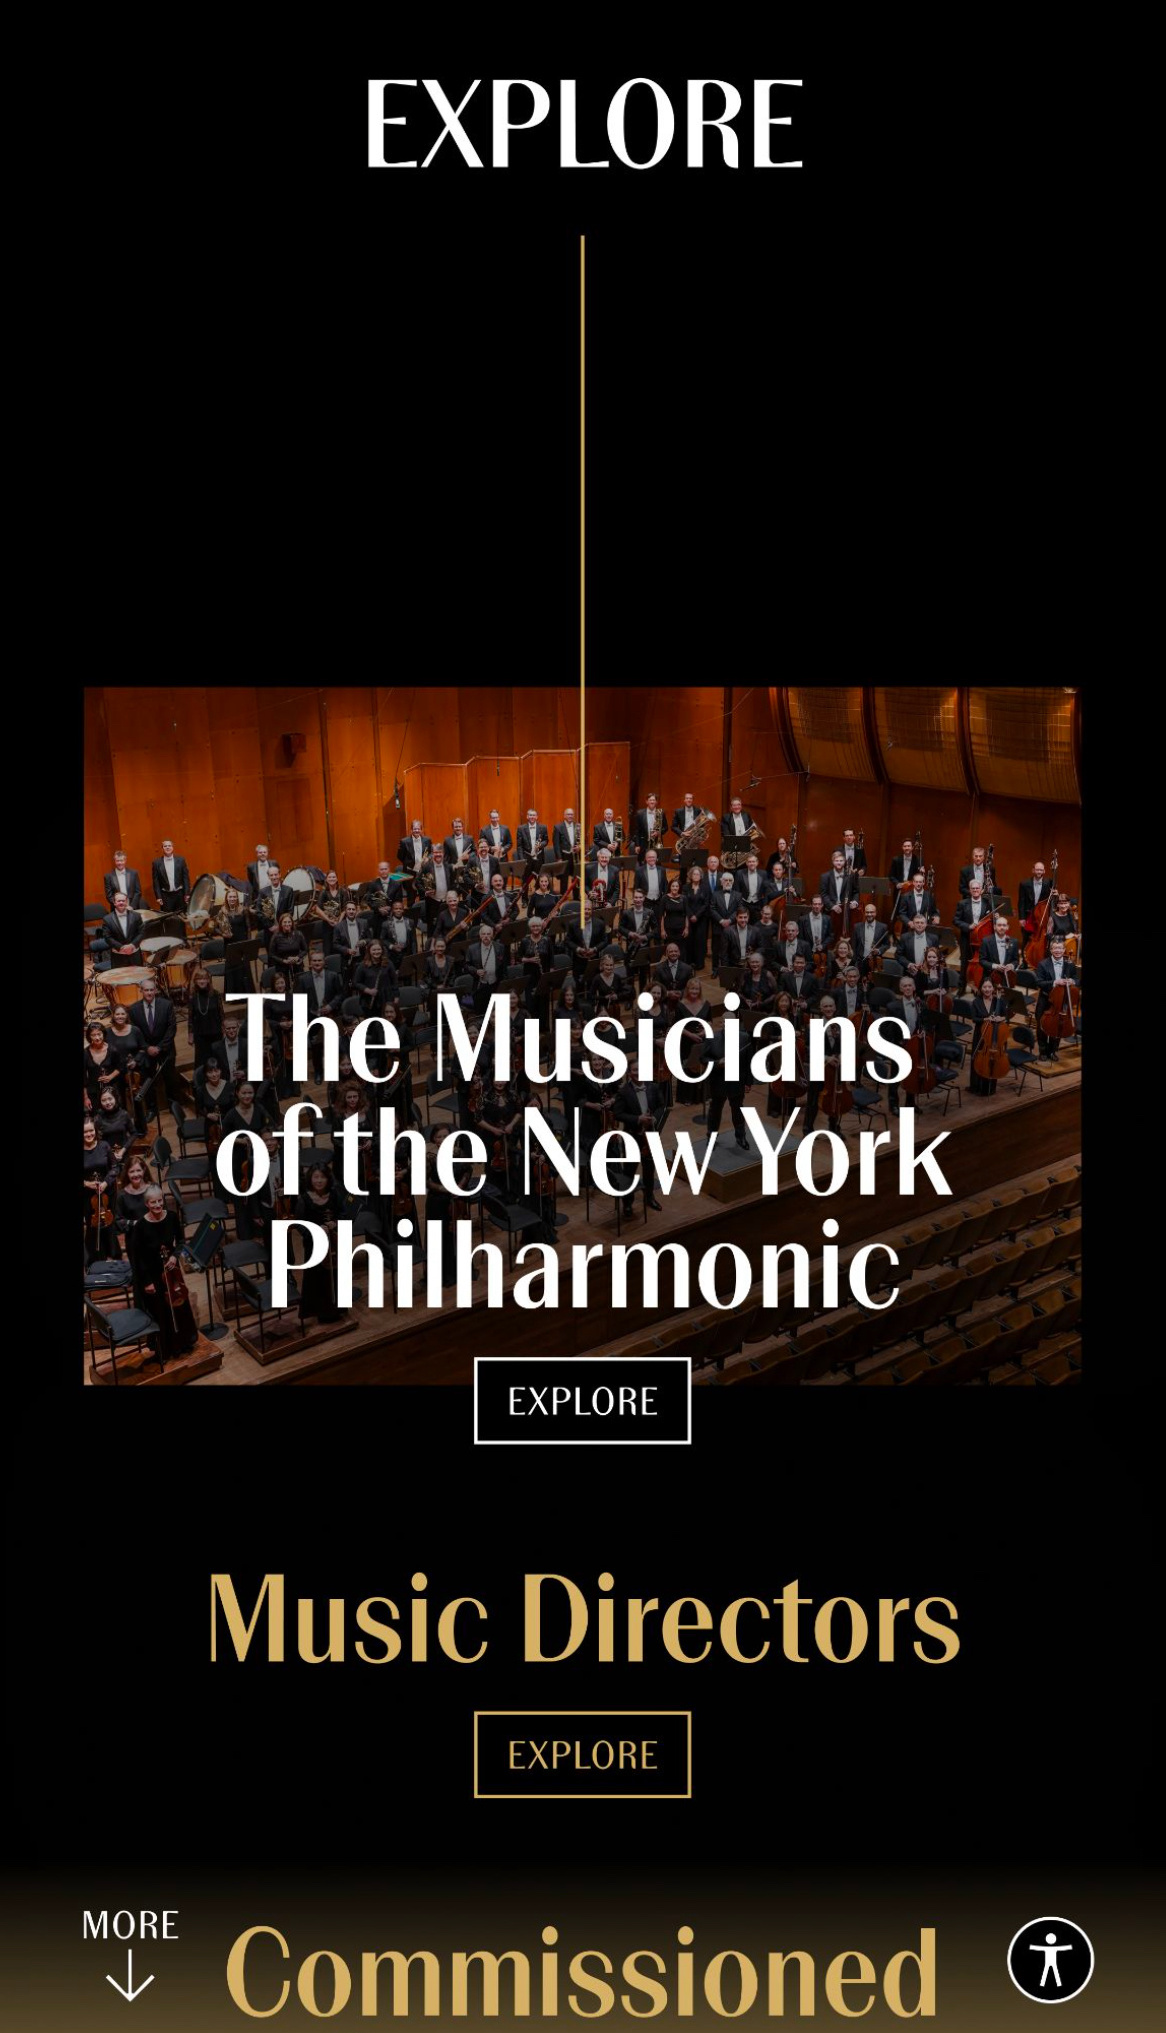 EXPLORE
The Musicians
of the New York
Philharmonic
EXPLORE
Music Directors
EXPLORE
MORE
Commissioned